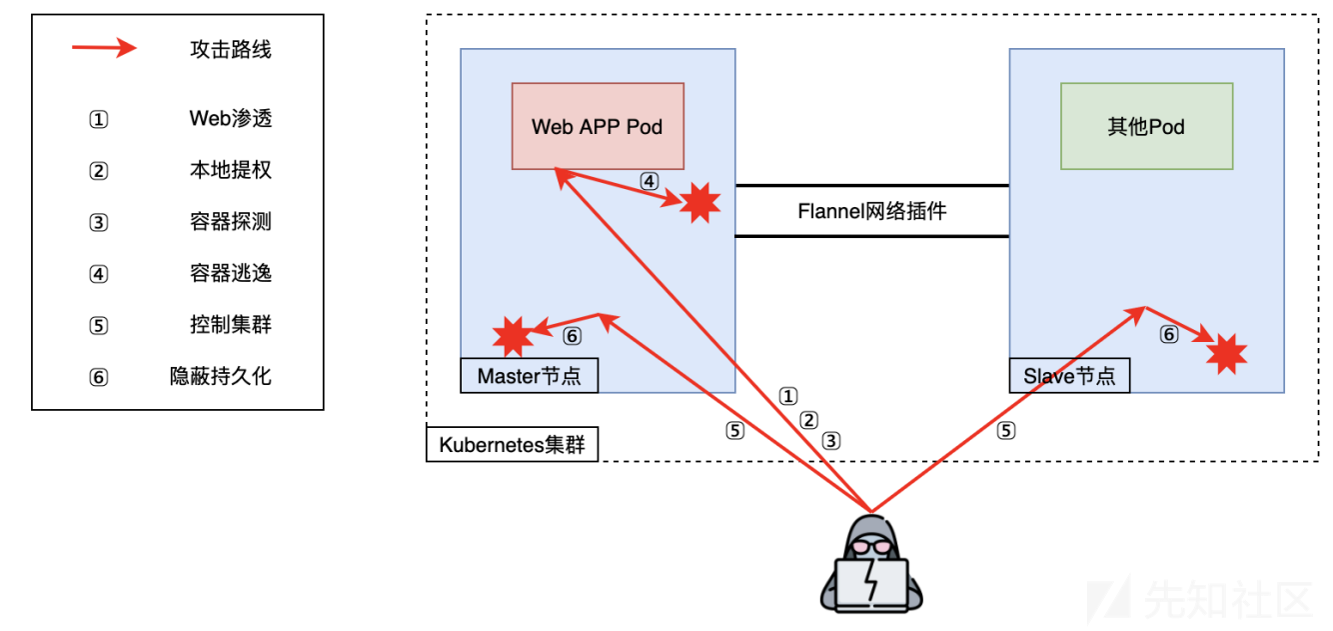 攻击路线
① Web渗透
② 本地提权
③ 容器探测
④ 容器逃逸
⑤ 控制集群
⑥ 隐蔽持久化
Web APP Pod
其他Pod
④
Flannel网络插件
⑥
⑥
Master节点
Slave节点
①
②
③
⑤
⑤
Kubernetes集群
先知社区